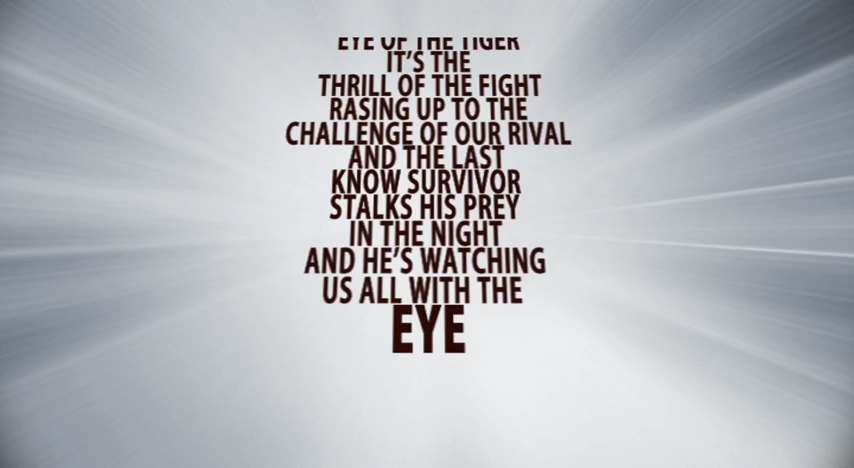 EYE OF THE TIGER
IT'S THE
THRILL OF THE FIGHT
RASING UP TO THE
CHALLENGE OF OUR RIVAL
AND THE LAST
KNOW SURVIVOR
STALKS HIS PREY
IN THE NIGHT
AND HE'S WATCHING
US ALL WITH THE
EYE